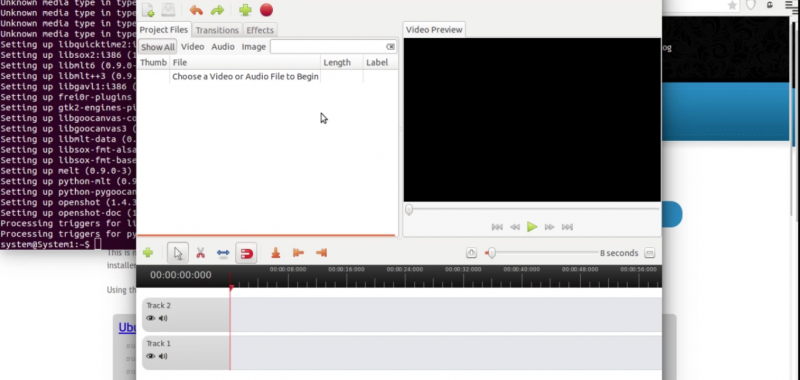 Unknown media type in type
Unknown media type in type
Unknown media type in type
Setting up libquicktime2:i
Setting up libsox2:i386 (1
Setting up libmlt6 (0.9.0-
Setting up libmlt++3 (0.9.
Setting up libgavl1:i386 (
Setting up frei0r-plugins
Setting up gtk2-engines-pi
Setting up libgoocanvas-co
Setting up libgoocanvas3 (
Setting up libmlt-data (0.
Setting up libsox-fmt-alsa
Setting up libsox-fmt-base
Setting up melt (0.9.0-3)
Setting up python-mlt (0.9
Setting up python-pygoocan
Setting up openshot (1.4.3
Setting up openshot-doc (1
Processing triggers for li
Processing triggers for py
system@System1:~$
Project Files Transitions Effects
Show All Video Audio Image
Thumb File Length Label
Choose a Video or Audio File to Begin
Video Preview
8 seconds
00:00:00:000
00:00:08:000 00:00:16:000 00:00:24:000 00:00:32:000 00:00:40:000 00:00:48:000 00:00:56:000
Track 2
Track 1
og
This is
installe
Using th
Ubu